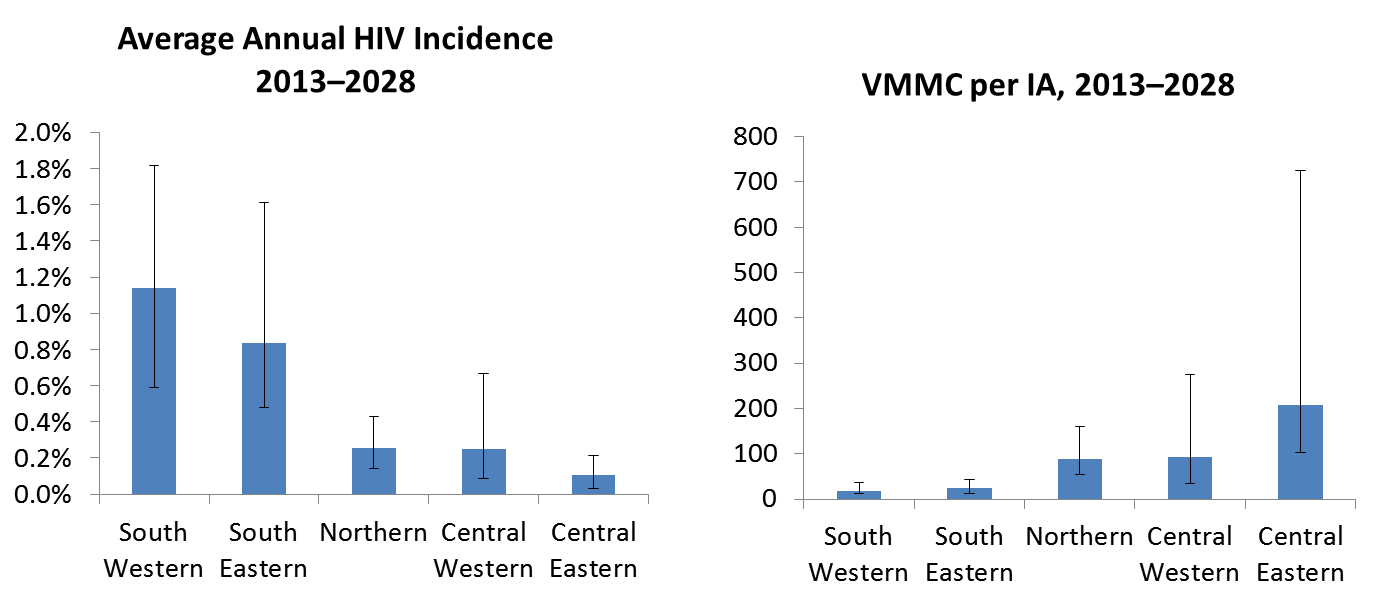 Average Annual HIV Incidence
2013–2028
2.0%
1.8%
1.6%
1.4%
1.2%
1.0%
0.8%
0.6%
0.4%
0.2%
0.0%
South
Western
South
Eastern
Northern
Central
Western
Central
Eastern
VMMC per IA, 2013–2028
800
700
600
500
400
300
200
100
0
South
Western
South
Eastern
Northern
Central
Western
Central
Eastern